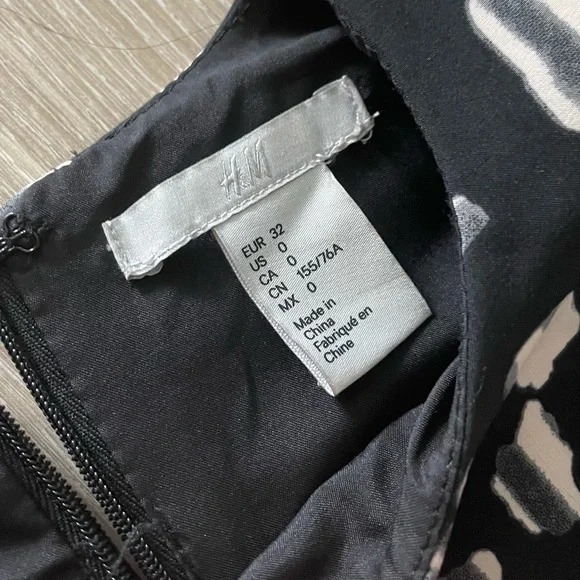 H&M
EUR 32
US 0
CA 0
CN 155/76A
MX 0
Made in
China
Fabriqué en
Chine